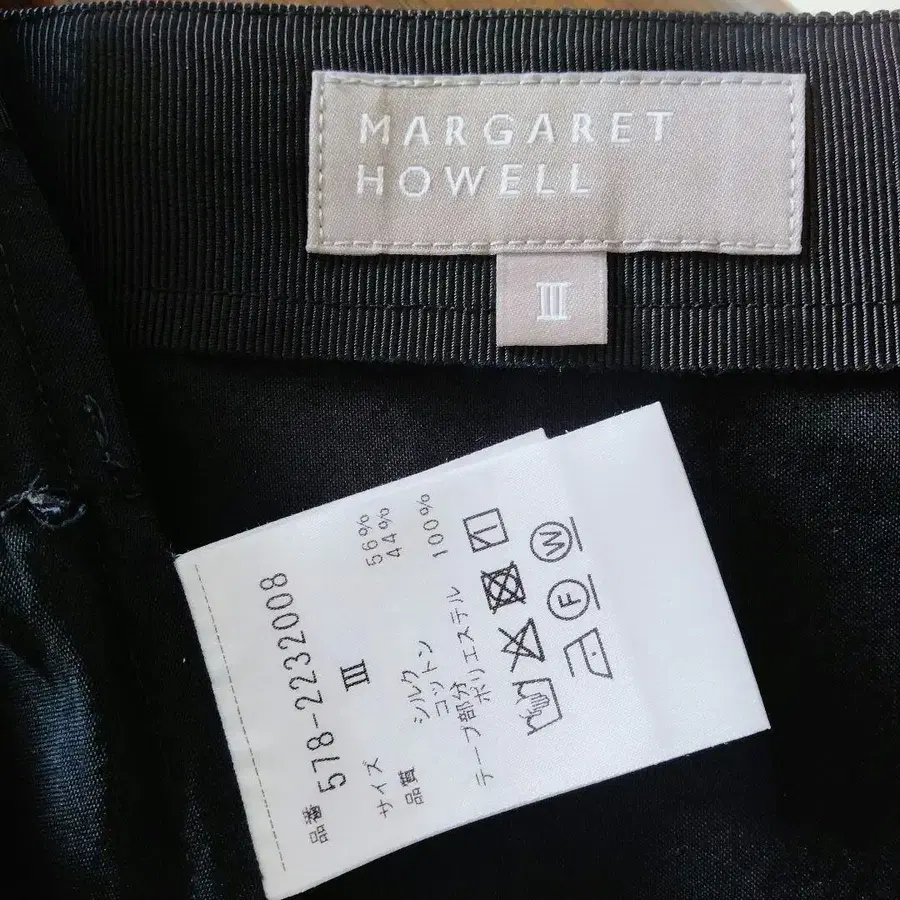 MARGARET
HOWELL
III
品番 578-2232008
サイズ III
品質
シルク 56%
コットン 44%
テープ部分
ポリエステル 100%
F
W